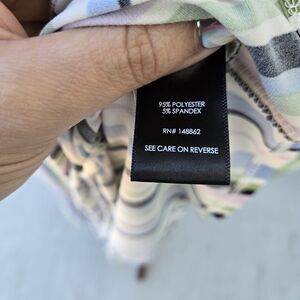 95% POLYESTER
5% SPANDEX
RN# 148862
SEE CARE ON REVERSE